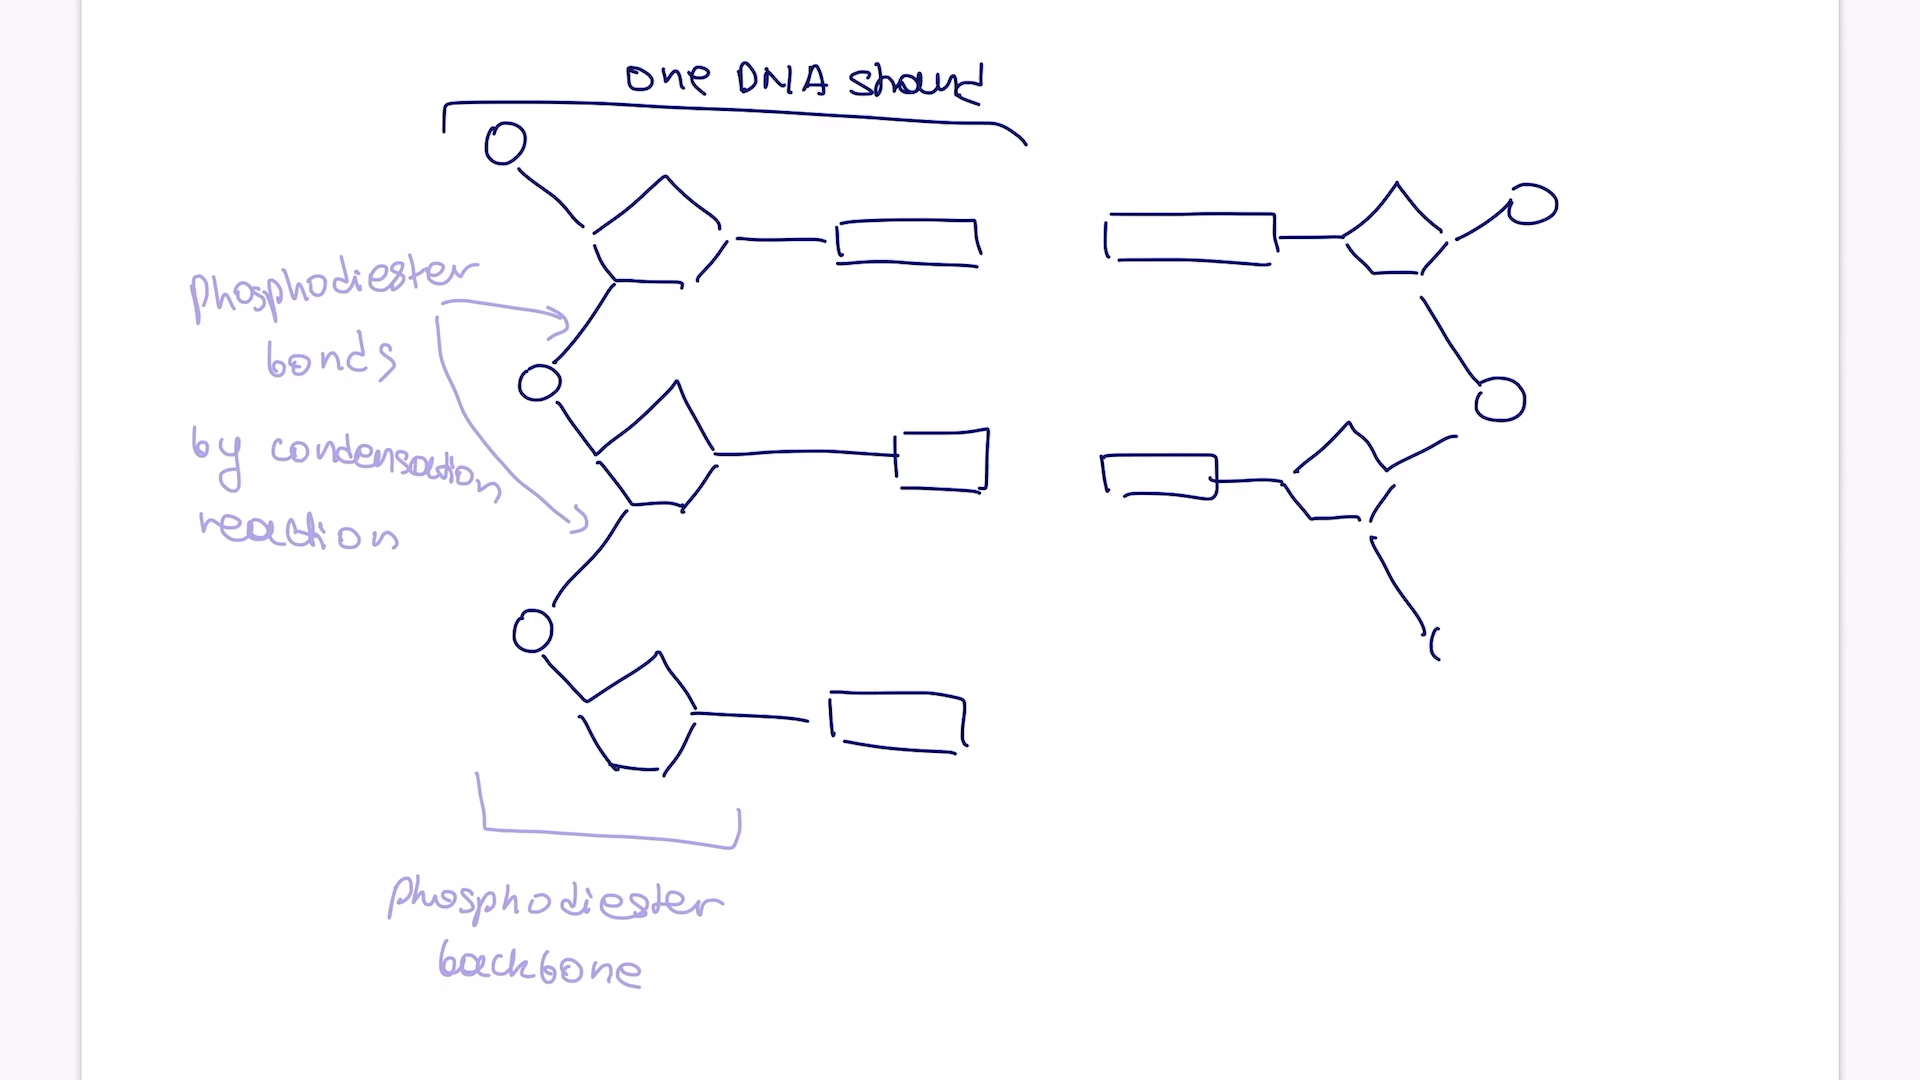 One DNA strand
Phosphodiester
bonds
by condensation
reaction
Phosphodiester
backbone